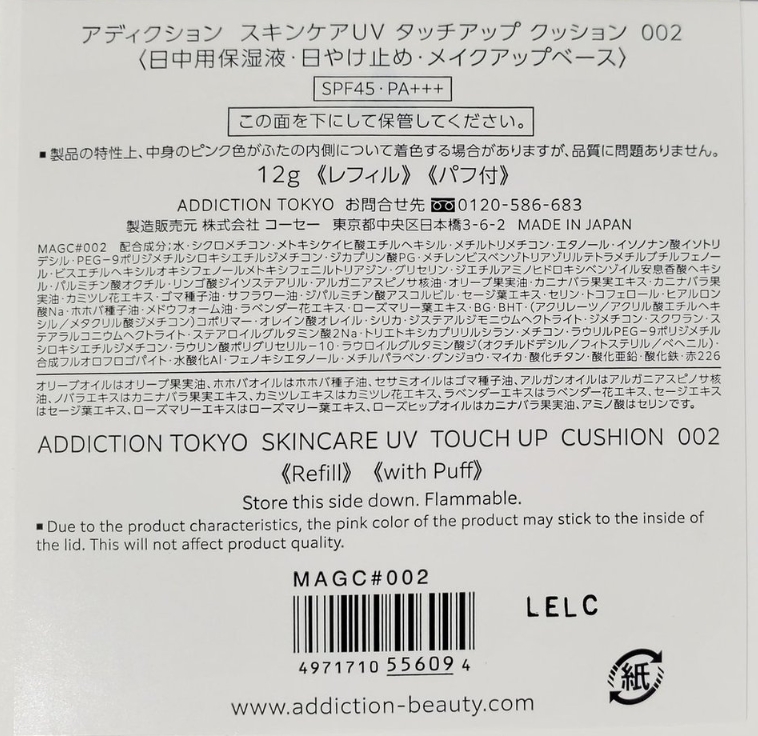 アディクション スキンケアUV タッチアップ クッション 002
〈日中用保湿液・日やけ止め・メイクアップベース〉
SPF45・PA+++
この面を下にして保管してください。
■製品の特性上、中身のピンク色がふたの内側について着色する場合がありますが、品質に問題ありません。
12g 《レフィル》《パフ付》
ADDICTION TOKYO お問合せ先 0120-586-683
製造販売元 株式会社 コーセー 東京都中央区日本橋3-6-2 MADE IN JAPAN
MAGC#002 配合成分;水・シクロメチコン・メトキシケイヒ酸エチルヘキシル・メチルトリメチコン・エタノール・イソノナン酸イソトリ
デシル・PEG-9ポリジメチルシロキシエチルジメチコン・ジカプリン酸PG・メチレンビスベンゾトリアゾリルテトラメチルブチルフェノー
ル・ビスエチルヘキシルオキシフェノールメトキシフェニルトリアジン・グリセリン・ジエチルアミノヒドロキシベンゾイル安息香酸ヘキシ
ル・パルミチン酸オクチル・リンゴ酸ジイソステアリル・アルガニアスピノサ核油・オリーブ果実油・カニナバラ果実エキス・カニナバラ果
実油・カミツレ花エキス・ゴマ種子油・サフラワー油・ジパルミチン酸アスコルビル・セージ葉エキス・セリン・トコフェロール・ヒアルロン
酸Na・ホホバ種子油・メドウフォーム油・ラベンダー花エキス・ローズマリー葉エキス・BG・BHT・(アクリレーツ/アクリル酸エチルヘキ
シル/メタクリル酸ジメチコン)コポリマー・オレイン酸オレイル・シリカ・ジステアルジモニウムヘクトライト・ジメチコン・スクワラン・ス
テアラルコニウムヘクトライト・ステアロイルグルタミン酸2Na・トリエトキシカプリリルシラン・メチコン・ラウリルPEG-9ポリジメチル
シロキシエチルジメチコン・ラウリン酸ポリグリセリル-10・ラウロイルグルタミン酸ジ(オクチルドデシル/フィトステリル/ベヘニル)・
合成フルオロフロゴパイト・水酸化Al・フェノキシエタノール・メチルパラベン・グンジョウ・マイカ・酸化チタン・酸化亜鉛・酸化鉄・赤226
オリーブオイルはオリーブ果実油、ホホバオイルはホホバ種子油、セサミオイルはゴマ種子油、アルガンオイルはアルガニアスピノサ核
油、ノバラエキスはカニナバラ果実エキス、カミツレエキスはカミツレ花エキス、ラベンダーエキスはラベンダー花エキス、セージエキス
はセージ葉エキス、ローズマリーエキスはローズマリー葉エキス、ローズヒップオイルはカニナバラ果実油、アミノ酸はセリンです。
ADDICTION TOKYO SKINCARE UV TOUCH UP CUSHION 002
《Refill》《with Puff》
Store this side down. Flammable.
■Due to the product characteristics, the pink color of the product may stick to the inside of
the lid. This will not affect product quality.
MAGC#002
LELC
4971710 55609 4
紙
www.addiction-beauty.com